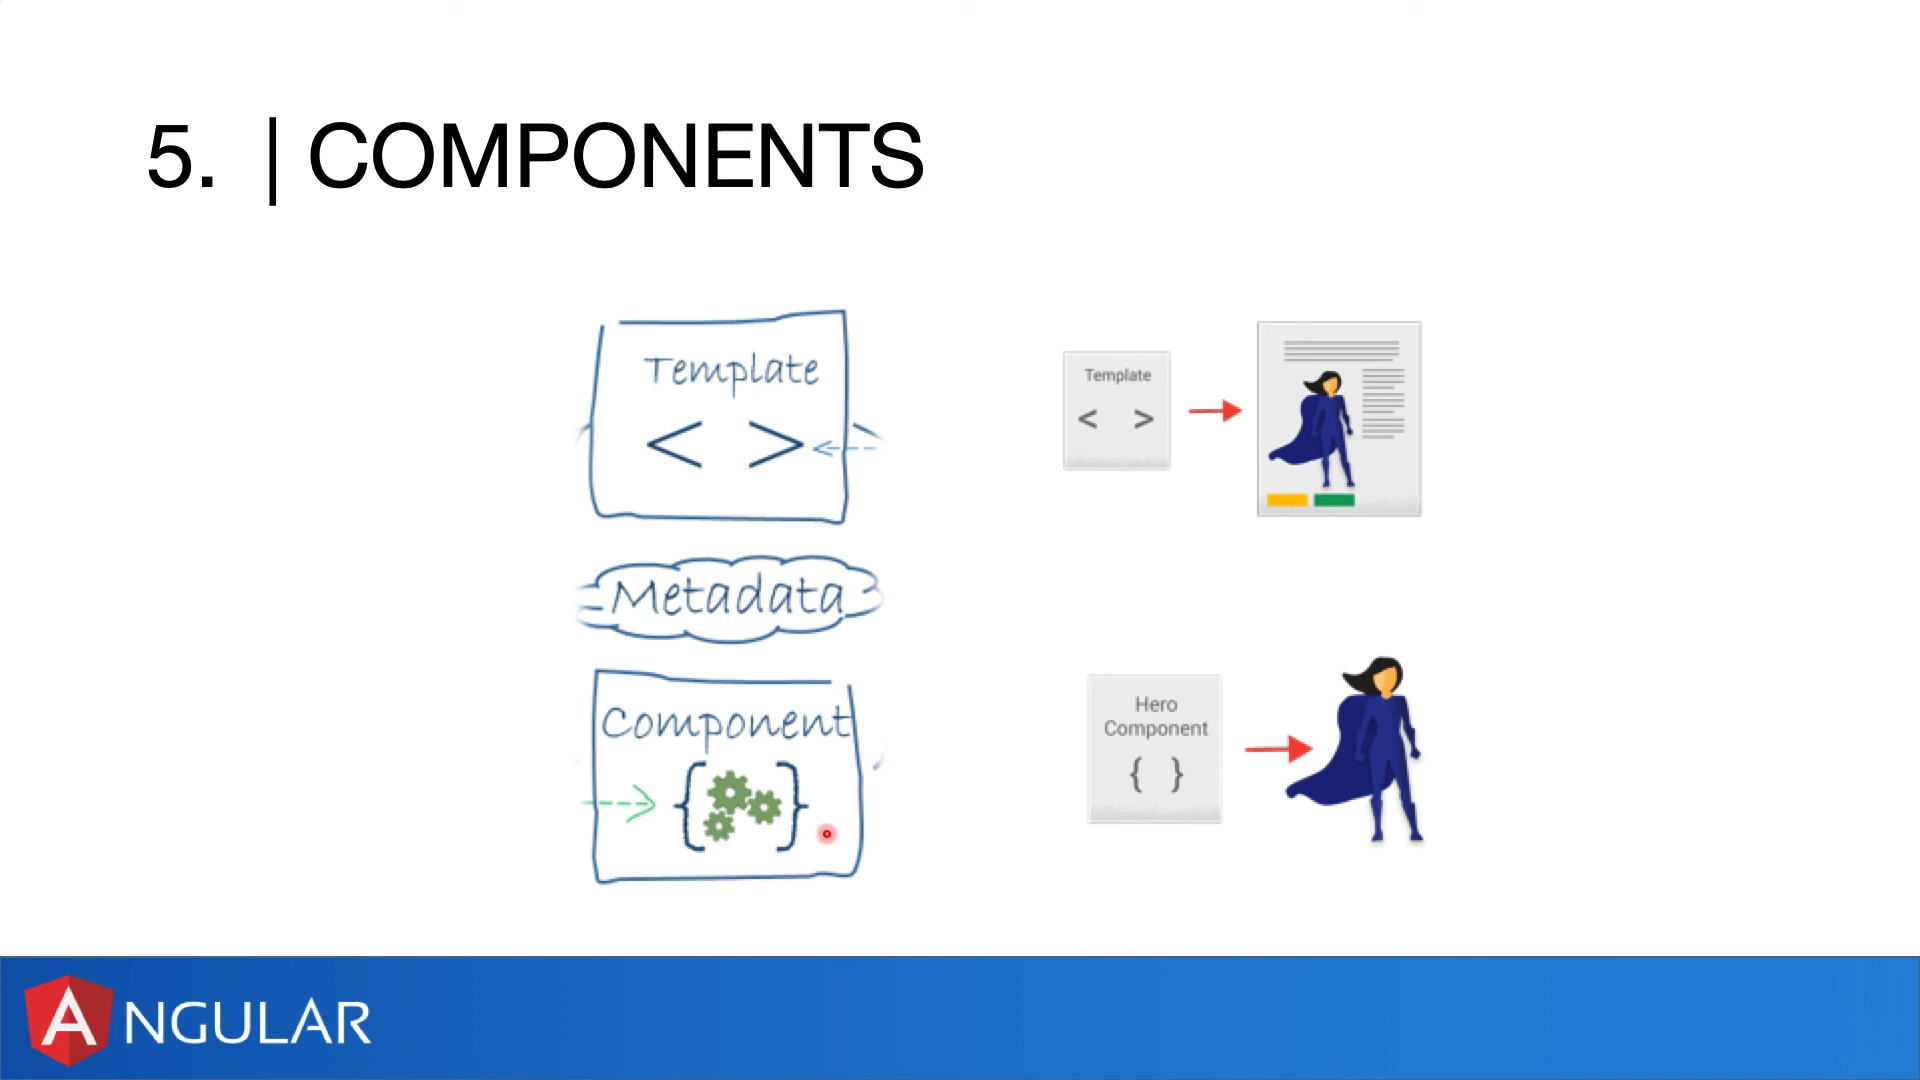 5. | COMPONENTS
Template
< >
Metadata
Component
{ }
Template
< >
Hero
Component
{ }
ANGULAR